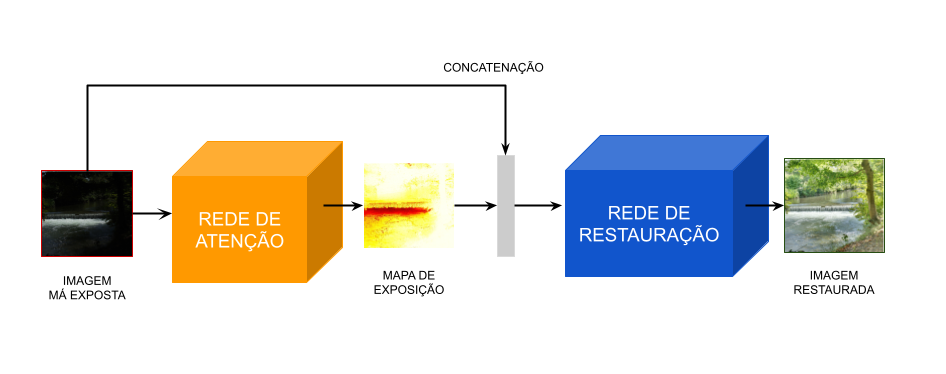 CONCATENAÇÃO
REDE DE
ATENÇÃO
REDE DE
RESTAURAÇÃO
IMAGEM
MÁ EXPOSTA
MAPA DE
EXPOSIÇÃO
IMAGEM
RESTAURADA